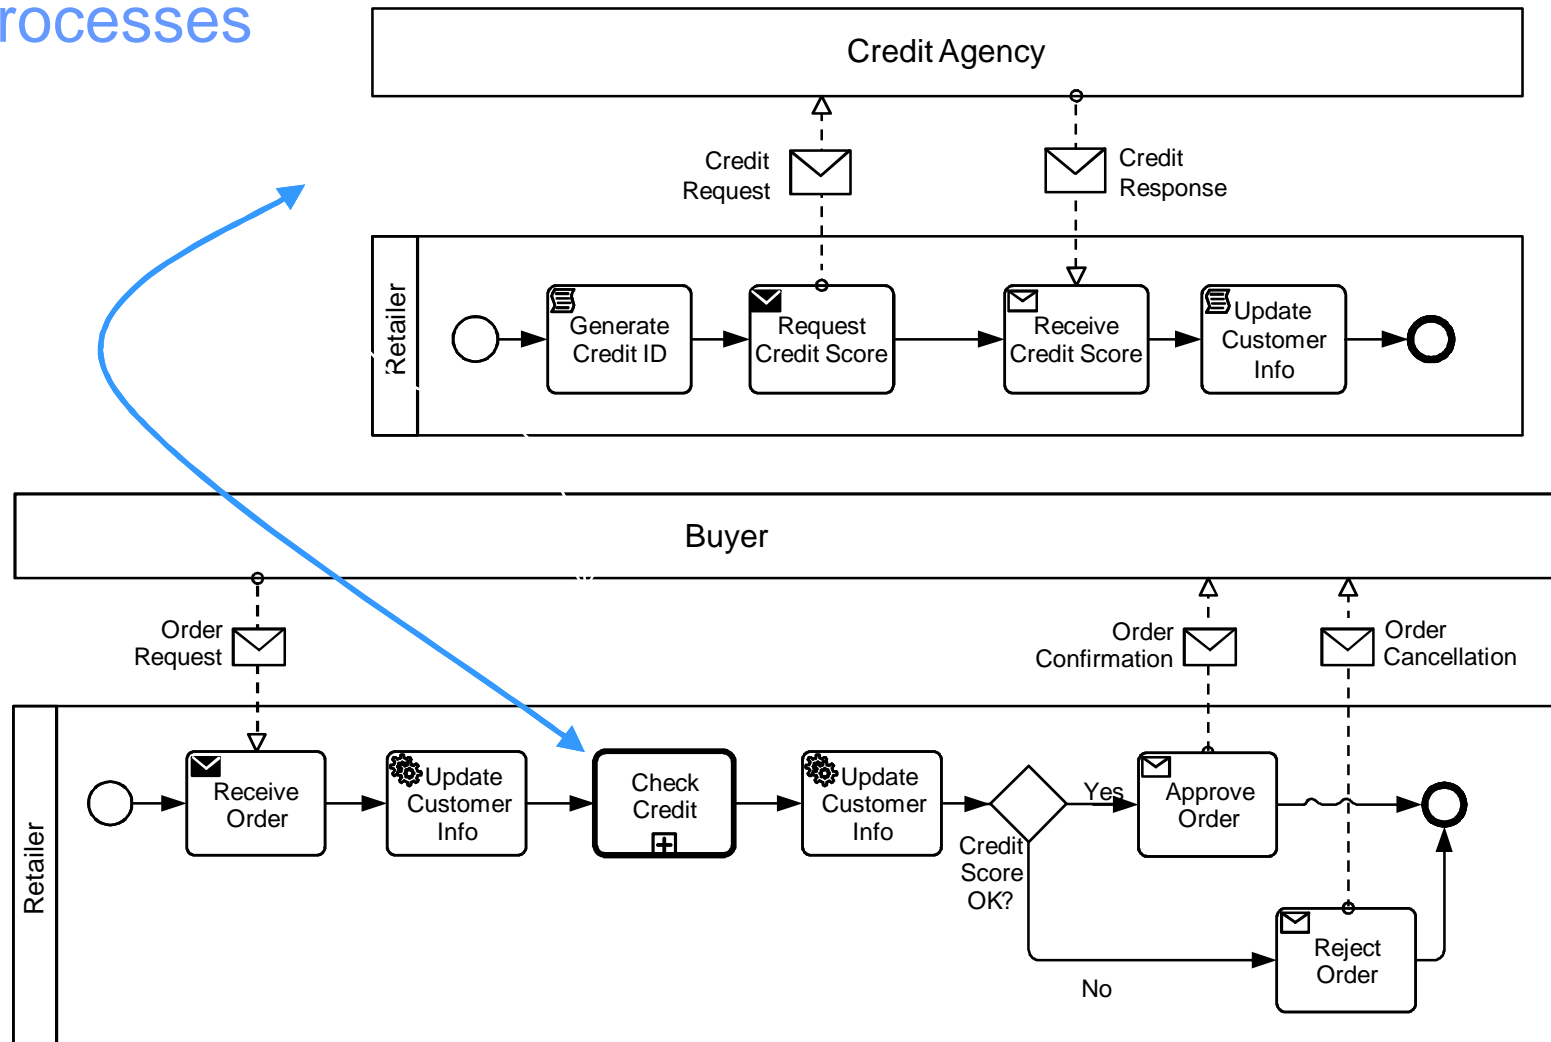 rocesses
Credit Agency
Credit
Request
Credit
Response
Retailer
Generate
Credit ID
Request
Credit Score
Receive
Credit Score
Update
Customer
Info
Buyer
Order
Request
Order
Confirmation
Order
Cancellation
Retailer
Receive
Order
Update
Customer
Info
Check
Credit
Update
Customer
Info
Credit
Score
OK?
Yes
Approve
Order
No
Reject
Order